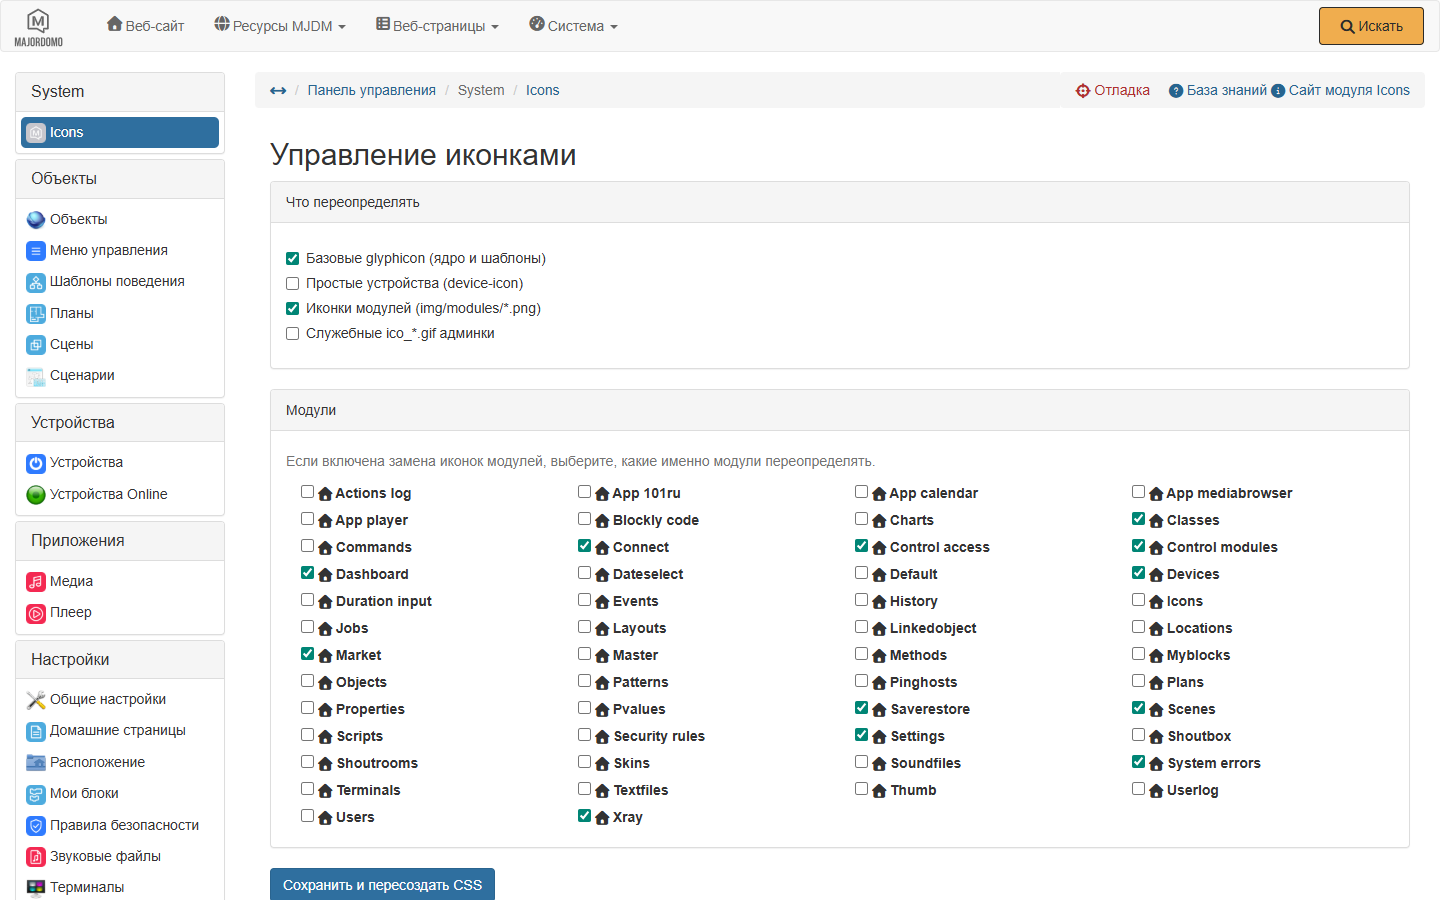 MAJORDOMO
Веб-сайт
Ресурсы MJDM
Веб-страницы
Система
Искать
System
Icons
Объекты
Объекты
Меню управления
Шаблоны поведения
Планы
Сцены
Сценарии
Устройства
Устройства
Устройства Online
Приложения
Медиа
Плеер
Настройки
Общие настройки
Домашние страницы
Расположение
Мои блоки
Правила безопасности
Звуковые файлы
Терминалы
/ Панель управления / System / Icons
Отладка
База знаний
Сайт модуля Icons
Управление иконками
Что переопределять
Базовые glyphicon (ядро и шаблоны)
Простые устройства (device-icon)
Иконки модулей (img/modules/*.png)
Служебные ico_*.gif админки
Модули
Если включена замена иконок модулей, выберите, какие именно модули переопределять.
Actions log App 101ru App calendar App mediabrowser
App player Blockly code Charts Classes
Commands Connect Control access Control modules
Dashboard Dateselect Default Devices
Duration input Events History Icons
Jobs Layouts Linkedobject Locations
Market Master Methods Myblocks
Objects Patterns Pinghosts Plans
Properties Pvalues Saverestore Scenes
Scripts Security rules Settings Shoutbox
Shoutrooms Skins Soundfiles System errors
Terminals Textfiles Thumb Userlog
Users Xray
Сохранить и пересоздать CSS